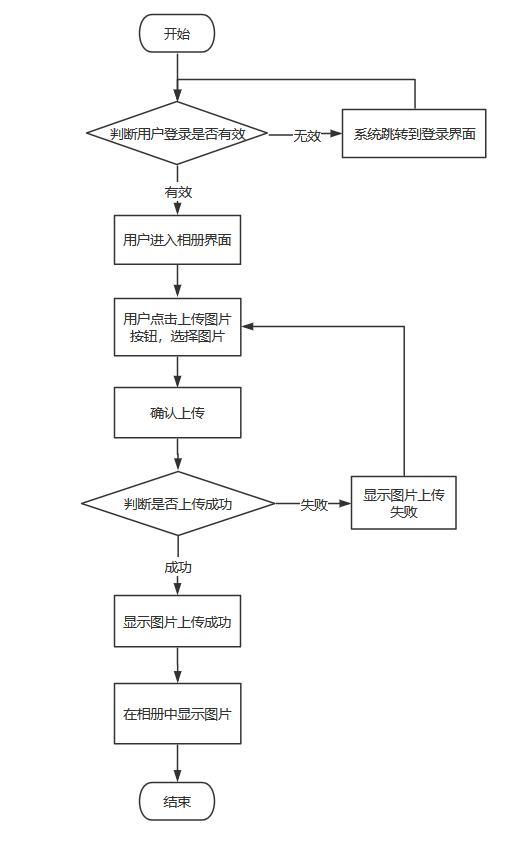 开始
判断用户登录是否有效
无效
系统跳转到登录界面
有效
用户进入相册界面
用户点击上传图片
按钮，选择图片
确认上传
判断是否上传成功
失败
显示图片上传
失败
成功
显示图片上传成功
在相册中显示图片
结束